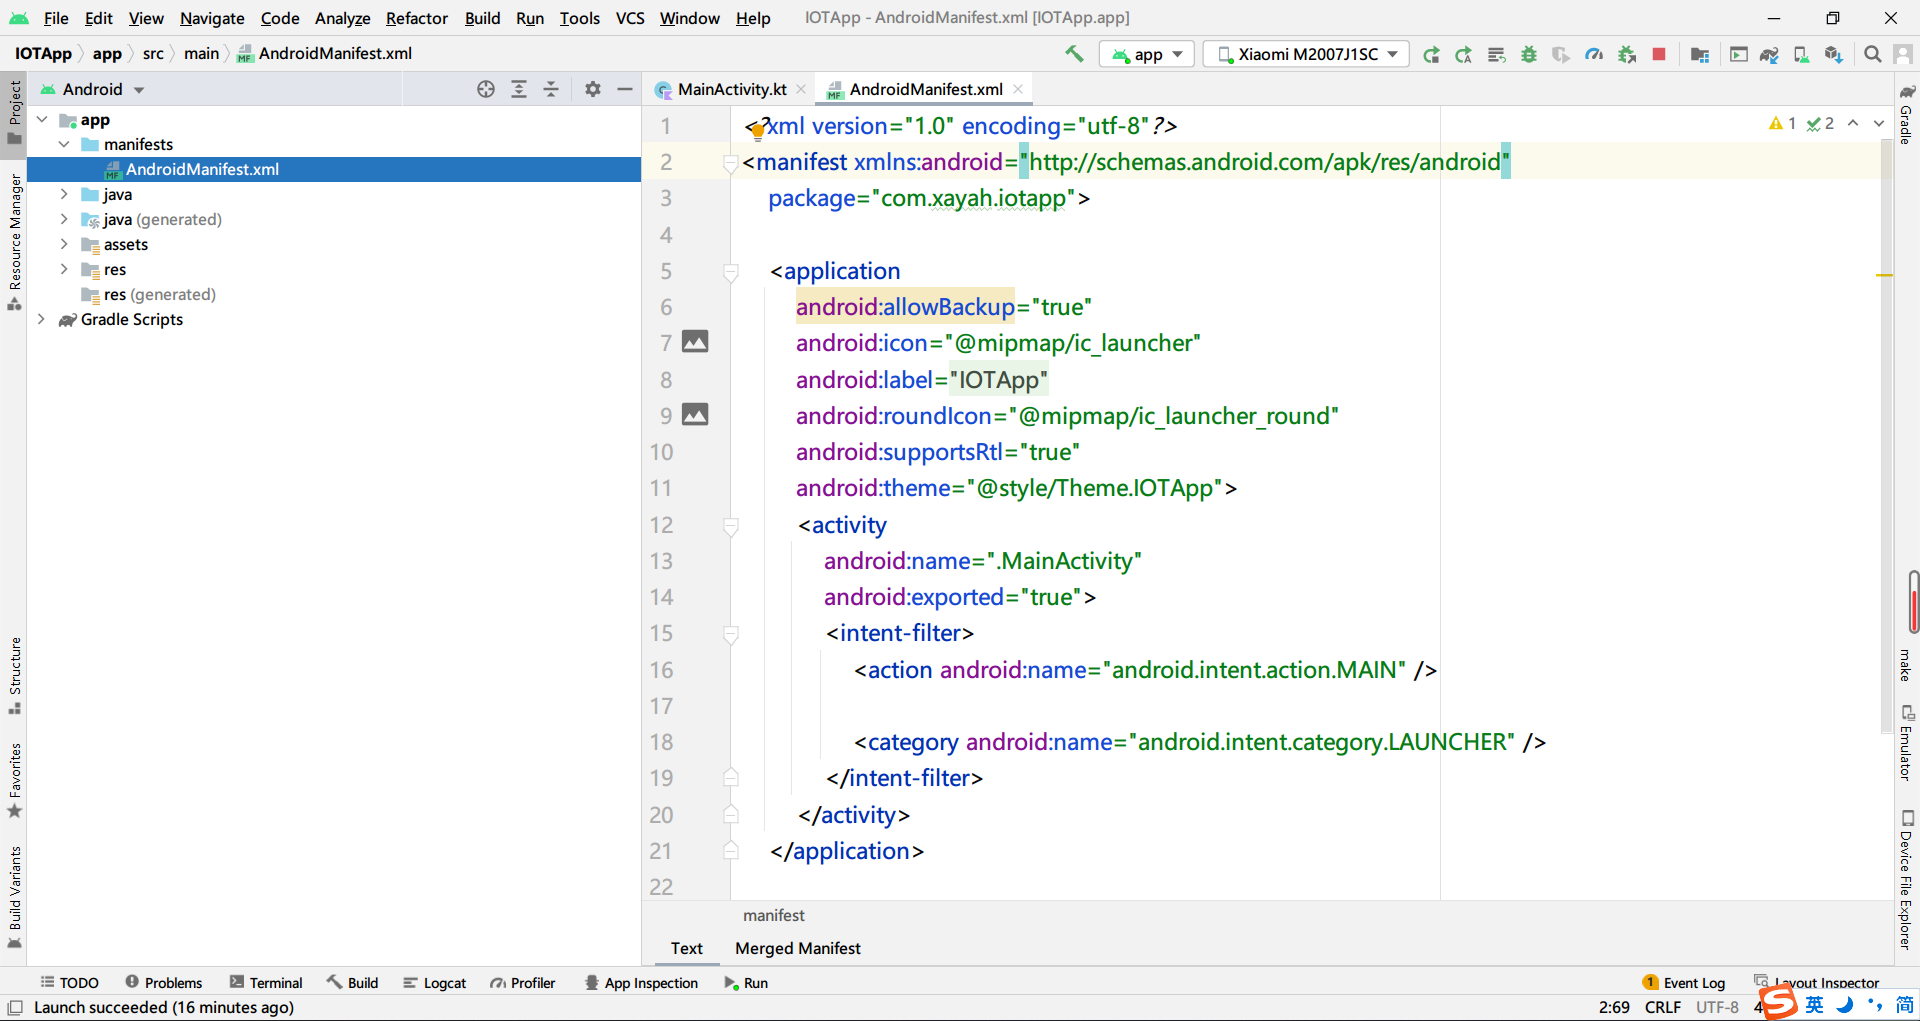 File Edit View Navigate Code Analyze Refactor Build Run Tools VCS Window Help IOTApp - AndroidManifest.xml [IOTApp.app]
IOTApp app src main AndroidManifest.xml app Xiaomi M2007J1SC
Android
MainActivity.kt AndroidManifest.xml
Project
Resource Manager
Structure
Favorites
Build Variants
app
manifests
AndroidManifest.xml
java
java (generated)
assets
res
res (generated)
Gradle Scripts
1 <?xml version="1.0" encoding="utf-8"?>
2 <manifest xmlns:android="http://schemas.android.com/apk/res/android"
3 package="com.xayah.iotapp">
4
5 <application
6 android:allowBackup="true"
7 android:icon="@mipmap/ic_launcher"
8 android:label="IOTApp"
9 android:roundIcon="@mipmap/ic_launcher_round"
10 android:supportsRtl="true"
11 android:theme="@style/Theme.IOTApp">
12 <activity
13 android:name=".MainActivity"
14 android:exported="true">
15 <intent-filter>
16 <action android:name="android.intent.action.MAIN" />
17
18 <category android:name="android.intent.category.LAUNCHER" />
19 </intent-filter>
20 </activity>
21 </application>
22
1 2
Gradle
make
Emulator
Device File Explorer
manifest
Text Merged Manifest
TODO Problems Terminal Build Logcat Profiler App Inspection Run 1 Event Log Layout Inspector
Launch succeeded (16 minutes ago) 2:69 CRLF UTF-8 4
英 简